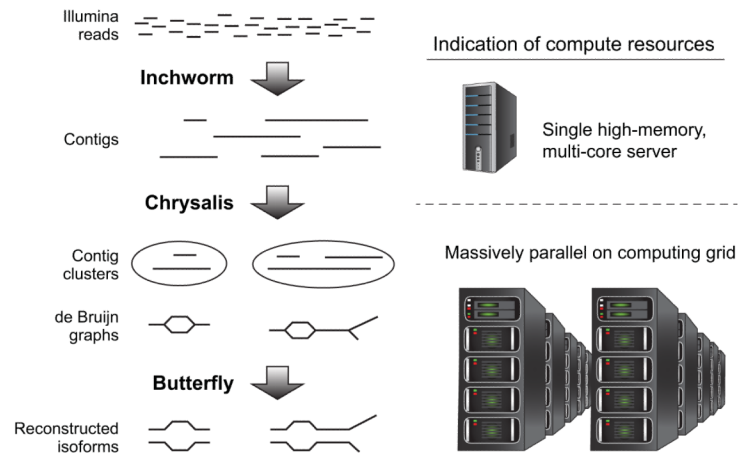 Illumina
reads
Indication of compute resources
Inchworm
Contigs
Single high-memory,
multi-core server
Chrysalis
Contig
clusters
Massively parallel on computing grid
de Bruijn
graphs
Butterfly
Reconstructed
isoforms